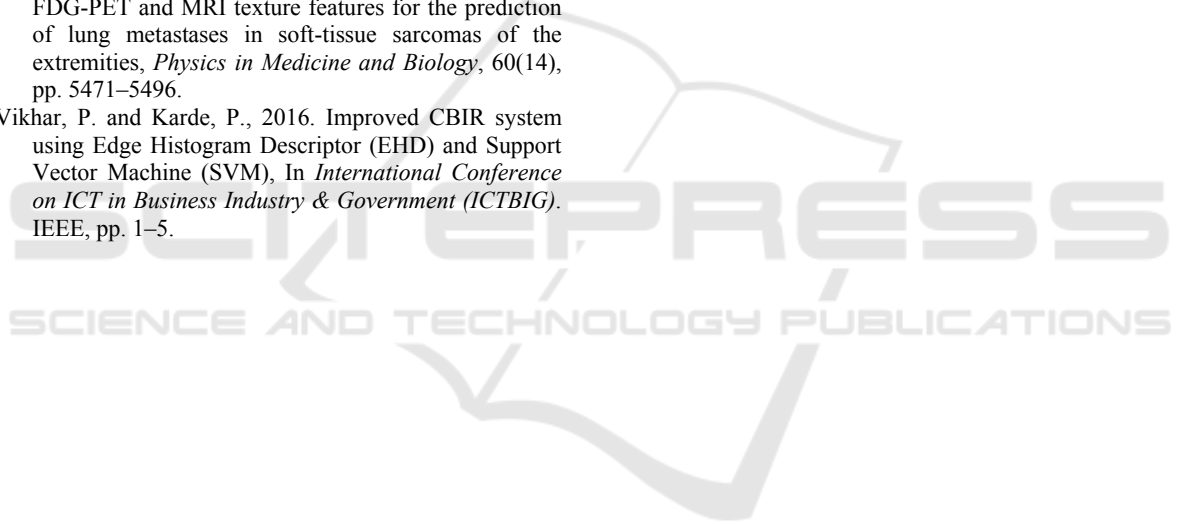 FDG-PET and MRI texture features for the prediction
of lung metastases in soft-tissue sarcomas of the
extremities, Physics in Medicine and Biology, 60(14),
pp. 5471–5496.
Vikhar, P. and Karde, P., 2016. Improved CBIR system
using Edge Histogram Descriptor (EHD) and Support
Vector Machine (SVM), In International Conference
on ICT in Business Industry & Government (ICTBIG).
IEEE, pp. 1–5.
SCITEPRESS
SCIENCE AND TECHNOLOGY PUBLICATIONS